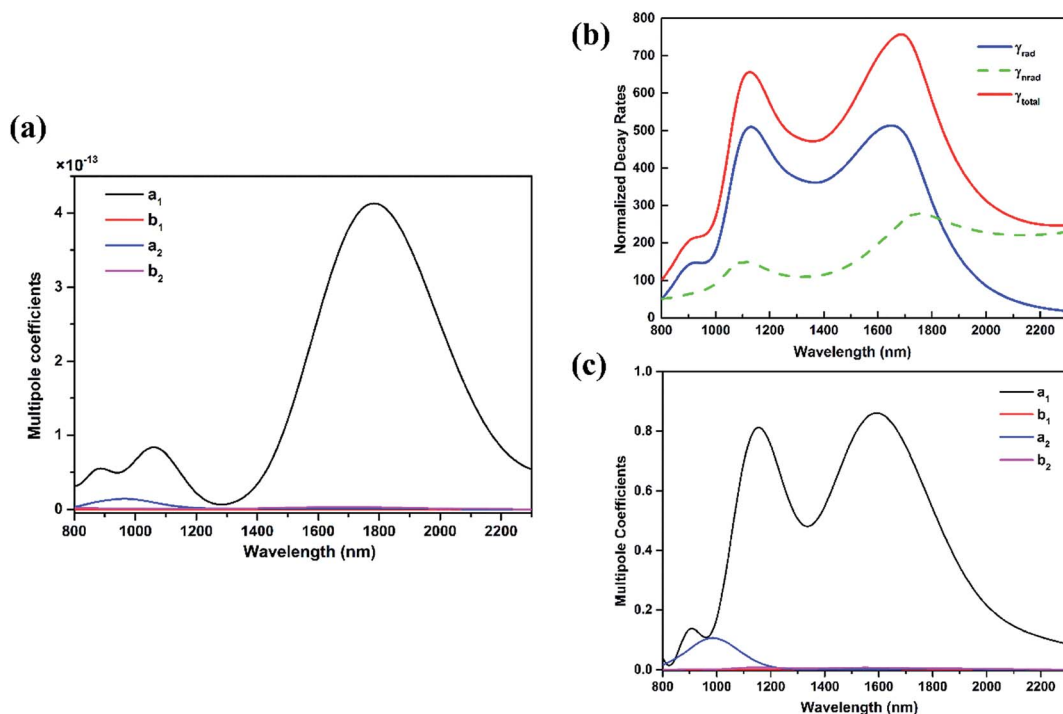 (a)
×10⁻¹³
a₁
b₁
a₂
b₂
4
3
2
1
0
Multipole coefficients
800 1000 1200 1400 1600 1800 2000 2200
Wavelength (nm)
(b)
800
700
600
500
400
300
200
100
0
γrad
γnrad
γtotal
Normalized Decay Rates
800 1000 1200 1400 1600 1800 2000 2200
Wavelength (nm)
(c)
1.0
0.8
0.6
0.4
0.2
0.0
a₁
b₁
a₂
b₂
Multipole Coefficients
800 1000 1200 1400 1600 1800 2000 2200
Wavelength (nm)